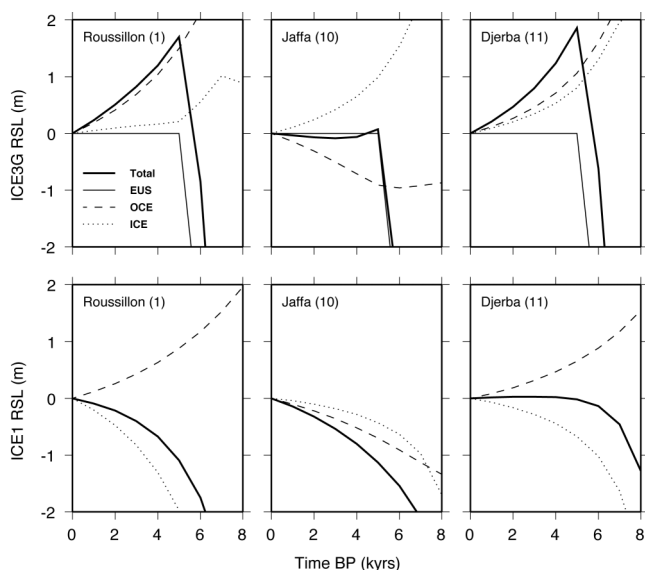 2
1
0
-1
-2
ICE3G RSL (m)
Roussillon (1)
Total
EUS
OCE
ICE
Jaffa (10)
Djerba (11)
2
1
0
-1
-2
ICE1 RSL (m)
Roussillon (1)
Jaffa (10)
Djerba (11)
0 2 4 6 8
0 2 4 6 8
0 2 4 6 8
Time BP (kyrs)